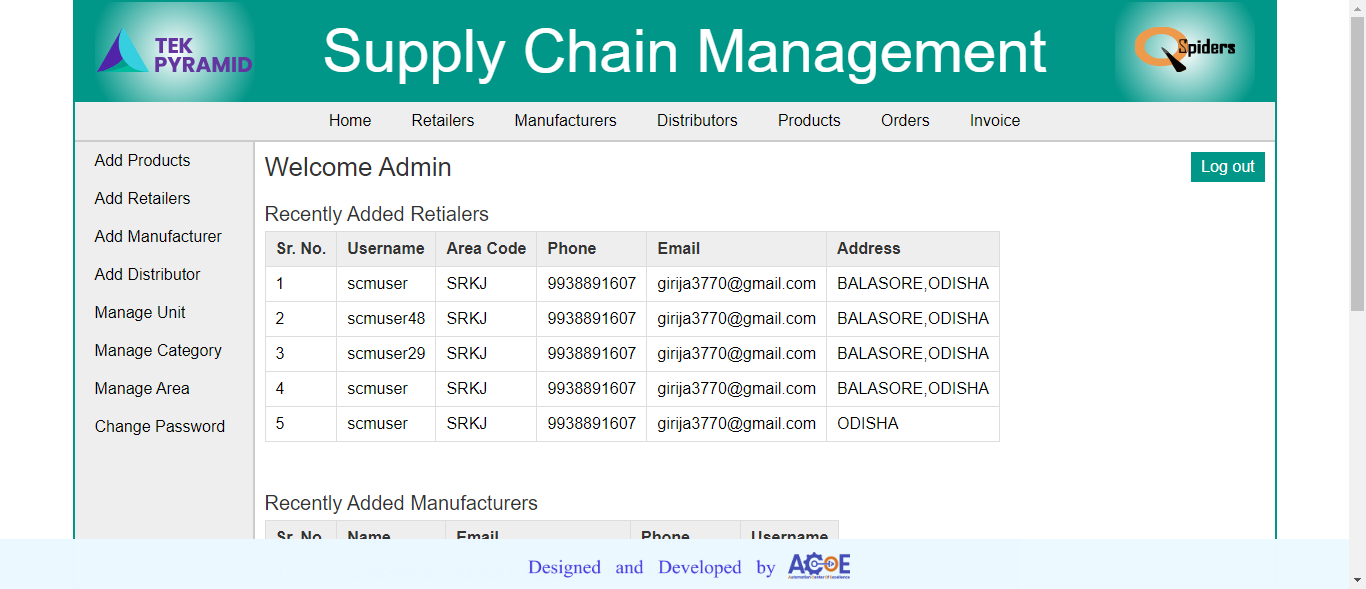 TEK
PYRAMID
Supply Chain Management
Spiders
Home Retailers Manufacturers Distributors Products Orders Invoice
Add Products
Add Retailers
Add Manufacturer
Add Distributor
Manage Unit
Manage Category
Manage Area
Change Password
Welcome Admin
Log out
Recently Added Retialers
Sr. No. Username Area Code Phone Email Address
1 scmuser SRKJ 9938891607 girija3770@gmail.com BALASORE,ODISHA
2 scmuser48 SRKJ 9938891607 girija3770@gmail.com BALASORE,ODISHA
3 scmuser29 SRKJ 9938891607 girija3770@gmail.com BALASORE,ODISHA
4 scmuser SRKJ 9938891607 girija3770@gmail.com BALASORE,ODISHA
5 scmuser SRKJ 9938891607 girija3770@gmail.com ODISHA
Recently Added Manufacturers
Sr. No. Name Email Phone Username
Designed and Developed by ACOE
Automation Center Of Excellence